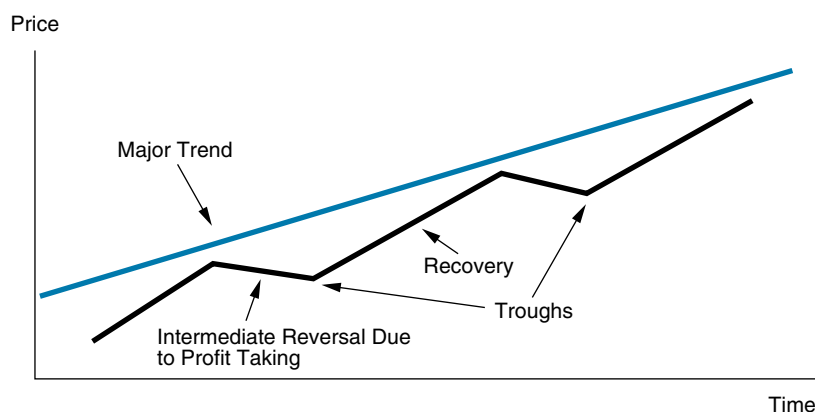 Price
Major Trend
Recovery
Troughs
Intermediate Reversal Due
to Profit Taking
Time